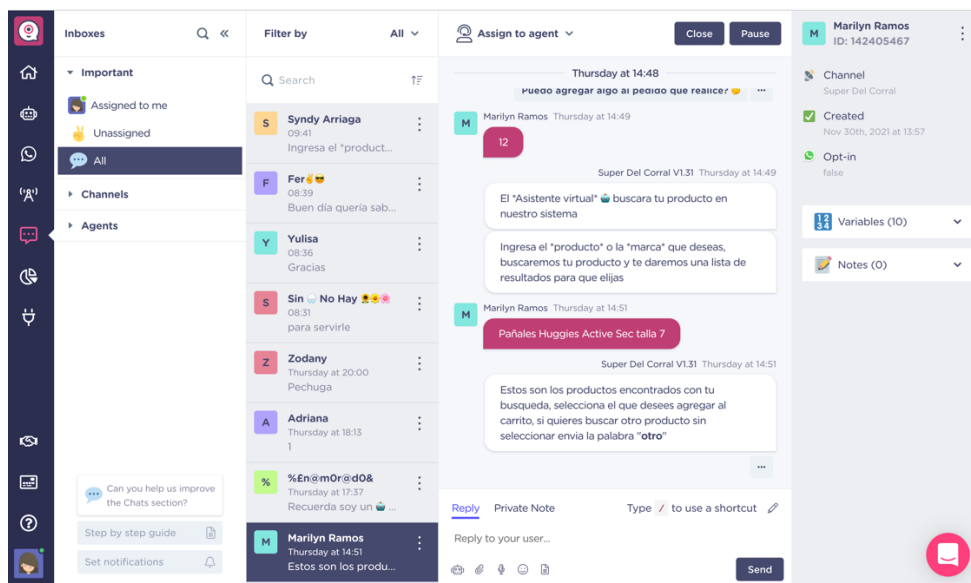 Inboxes
Important
Assigned to me
Unassigned
All
Channels
Agents
Can you help us improve
the Chats section?
Step by step guide
Set notifications
Filter by
All
Search
S
Syndy Arriaga
09:41
Ingresa el *product...
F
Fer✌️😎
08:39
Buen día quería sab...
Y
Yulisa
08:36
Gracias
S
Sin 🍚 No Hay 🌻🌼🌸
08:31
para servirle
Z
Zodany
Thursday at 20:00
Pechuga
A
Adriana
Thursday at 18:13
1
%
%£n@m0r@d0&
Thursday at 17:37
Recuerda soy un 🤖 ...
M
Marilyn Ramos
Thursday at 14:51
Estos son los produ...
Assign to agent
Close
Pause
Thursday at 14:48
Puedo agregar algo al pedido que realice? 🤔
M
Marilyn Ramos Thursday at 14:49
12
Super Del Corral V1.31 Thursday at 14:49
El *Asistente virtual* 🤖 buscara tu producto en
nuestro sistema
Ingresa el *producto* o la *marca* que deseas,
buscaremos tu producto y te daremos una lista de
resultados para que elijas
M
Marilyn Ramos Thursday at 14:51
Pañales Huggies Active Sec talla 7
Super Del Corral V1.31 Thursday at 14:51
Estos son los productos encontrados con tu
busqueda, selecciona el que desees agregar al
carrito, si quieres buscar otro producto sin
seleccionar envia la palabra "otro"
Reply
Private Note
Type / to use a shortcut
Reply to your user...
Send
M
Marilyn Ramos
ID: 142405467
Channel
Super Del Corral
Created
Nov 30th, 2021 at 13:57
Opt-in
false
Variables (10)
Notes (0)